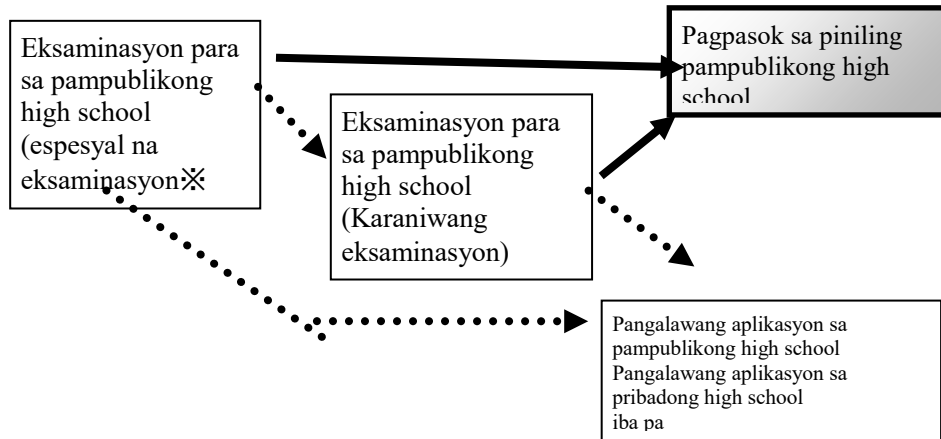 Eksaminasyon para
sa pampublikong
high school
(espesyal na
eksaminasyon※
Eksaminasyon para
sa pampublikong
high school
(Karaniwang
eksaminasyon)
Pagpasok sa piniling
pampublikong high
school
Pangalawang aplikasyon sa
pampublikong high school
Pangalawang aplikasyon sa
pribadong high school
iba pa